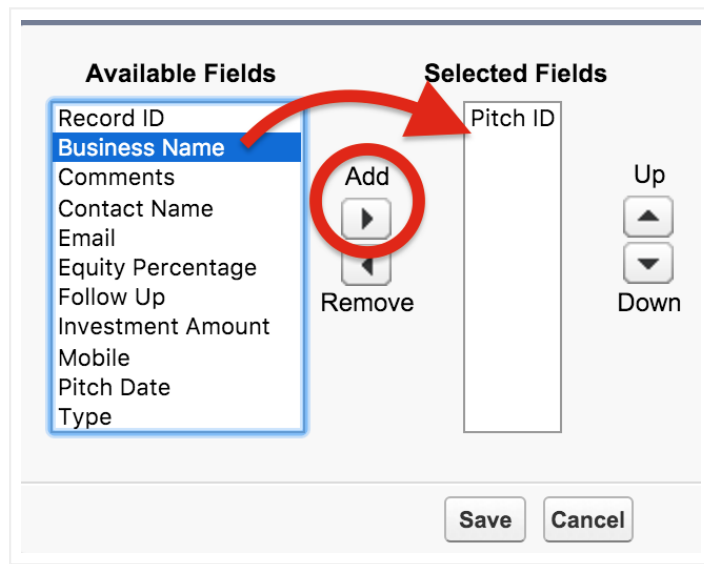 Available Fields
Selected Fields
Record ID
Business Name
Comments
Contact Name
Email
Equity Percentage
Follow Up
Investment Amount
Mobile
Pitch Date
Type
Add
Remove
Pitch ID
Up
Down
Save
Cancel